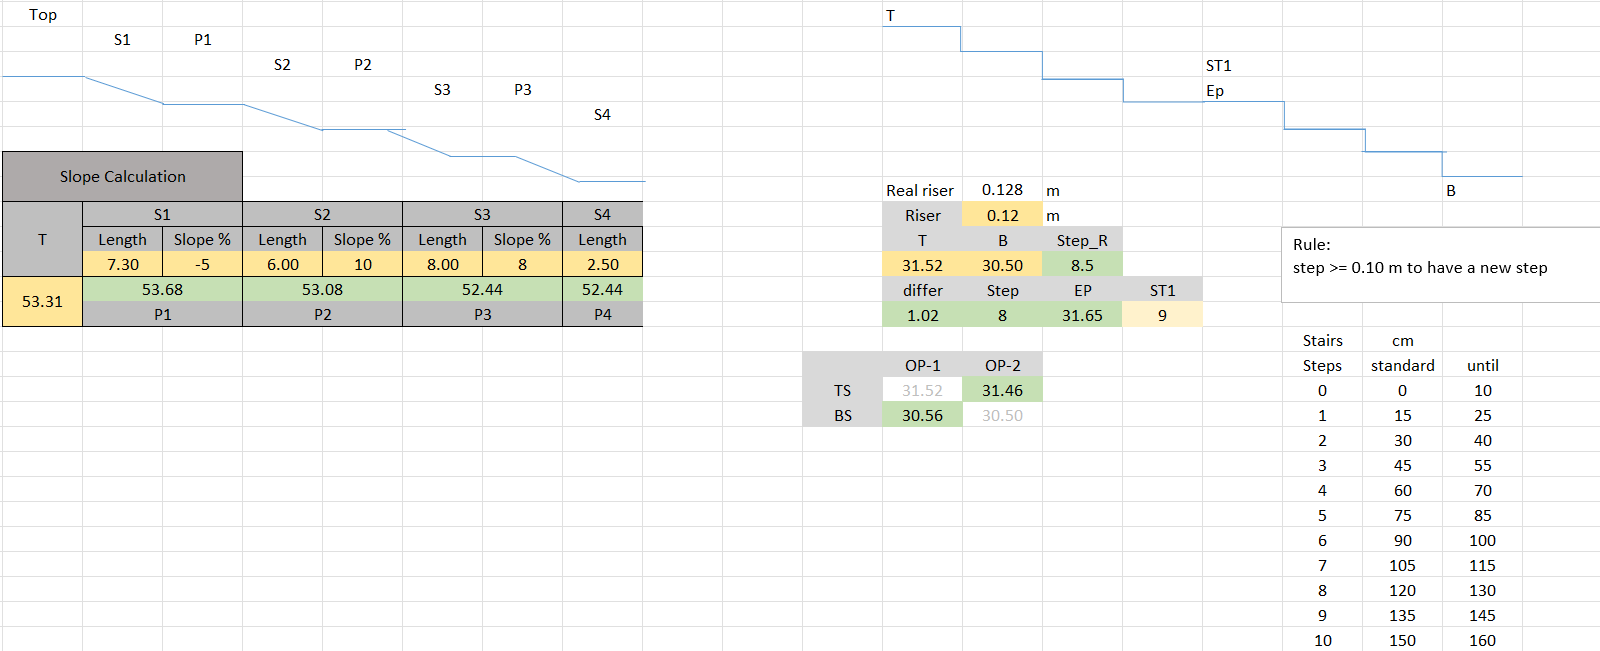 Top
T
S1 P1
S2 P2
ST1
S3 P3
Ep
S4
Slope Calculation
Real riser 0.128 m
B
T S1 S2 S3 S4
Riser 0.12 m
Length Slope % Length Slope % Length Slope % Length
T B Step_R
Rule:
step >= 0.10 m to have a new step
7.30 -5 6.00 10 8.00 8 2.50
31.52 30.50 8.5
53.31 53.68 53.08 52.44 52.44
differ Step EP ST1
P1 P2 P3 P4
1.02 8 31.65 9
Stairs cm
OP-1 OP-2
Steps standard until
TS 31.52 31.46
0 0 10
BS 30.56 30.50
1 15 25
2 30 40
3 45 55
4 60 70
5 75 85
6 90 100
7 105 115
8 120 130
9 135 145
10 150 160